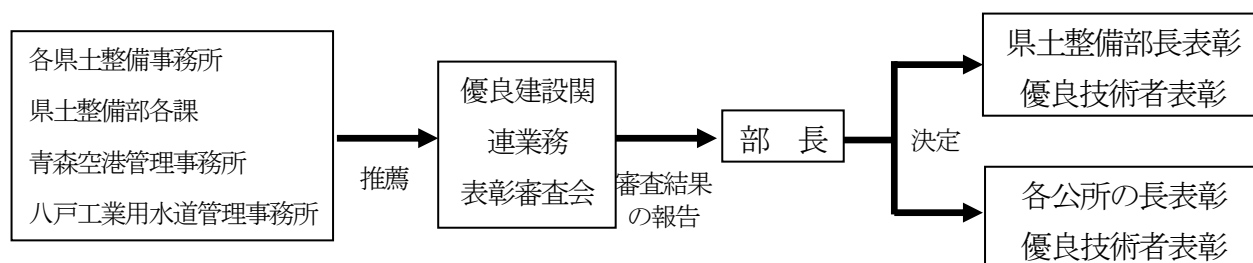 各県土整備事務所
県土整備部各課
青森空港管理事務所
八戸工業用水道管理事務所
推薦
優良建設関
連業務
表彰審査会
審査結果
の報告
部　長
決定
県土整備部長表彰
優良技術者表彰
各公所の長表彰
優良技術者表彰